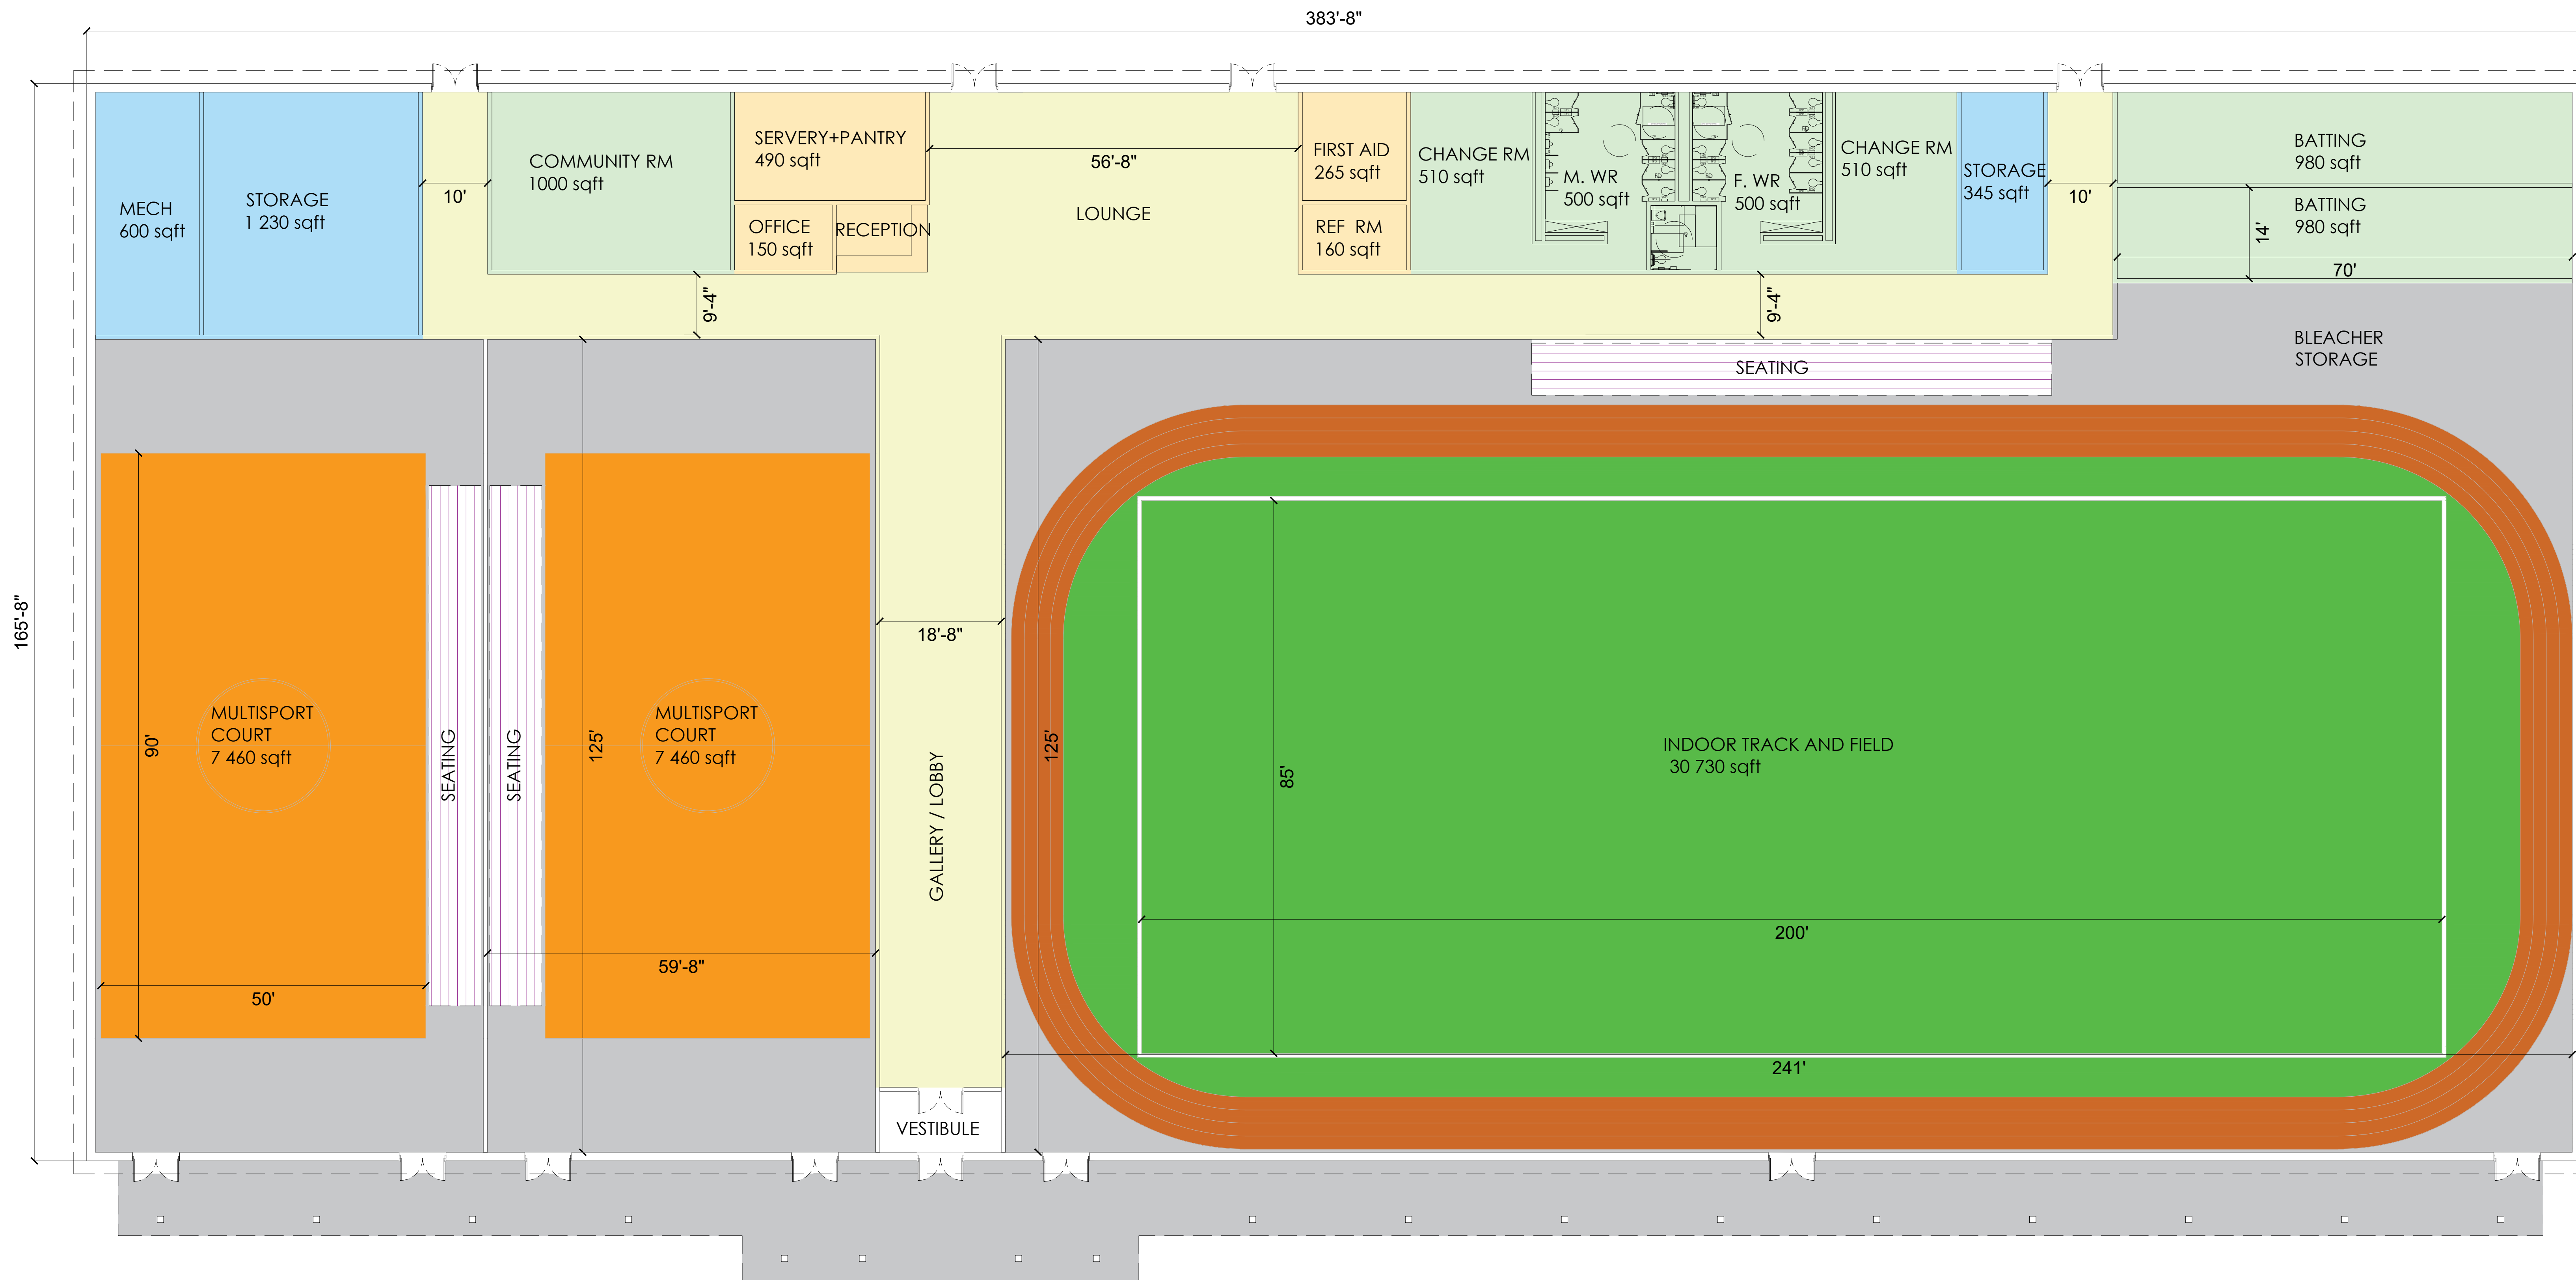 383'-8"
165'-8"
MECH
600 sqft
STORAGE
1 230 sqft
10'
COMMUNITY RM
1000 sqft
SERVERY+PANTRY
490 sqft
OFFICE
150 sqft
RECEPTION
56'-8"
LOUNGE
FIRST AID
265 sqft
REF RM
160 sqft
CHANGE RM
510 sqft
M. WR
500 sqft
F. WR
500 sqft
CHANGE RM
510 sqft
STORAGE
345 sqft
10'
BATTING
980 sqft
BATTING
980 sqft
14'
70'
9'-4"
9'-4"
BLEACHER
STORAGE
SEATING
18'-8"
MULTISPORT
COURT
7 460 sqft
90'
50'
SEATING
SEATING
125'
MULTISPORT
COURT
7 460 sqft
59'-8"
GALLERY / LOBBY
125'
85'
INDOOR TRACK AND FIELD
30 730 sqft
200'
241'
VESTIBULE